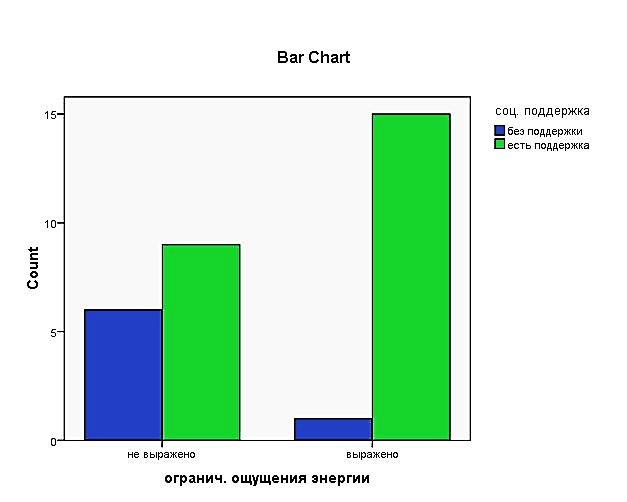 Bar Chart
соц. поддержка
без поддержки
есть поддержка
15
10
5
0
Count
не выражено
выражено
огранич. ощущения энергии